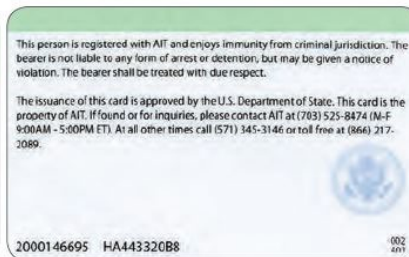 This person is registered with AIT and enjoys immunity from criminal jurisdiction. The
bearer is not liable to any form of arrest or detention, but may be given a notice of
violation. The bearer shall be treated with due respect.
The issuance of this card is approved by the U.S. Department of State. This card is the
property of AIT. If found or for inquiries, please contact AIT at (703) 525-8474 (M-F
9:00AM - 5:00PM ET). At all other times call (571) 345-3146 or toll free at (866) 217-
2089.
2000146695 HA443320B8
002